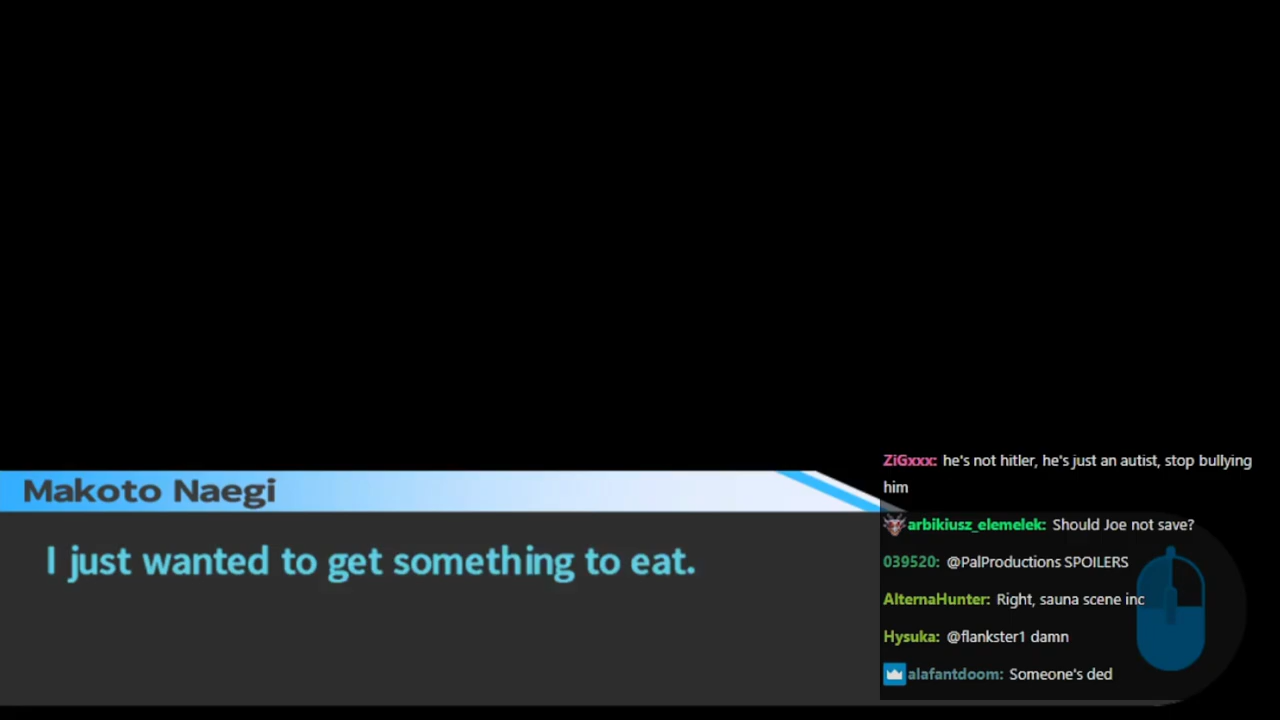 Makoto Naegi
I just wanted to get something to eat.
ZiGxxx: he's not hitler, he's just an autist, stop bullying
him
arbikiusz_elemelek: Should Joe not save?
039520: @PalProductions SPOILERS
AlternaHunter: Right, sauna scene inc
Hysuka: @flankster1 damn
alafantdoom: Someone's ded